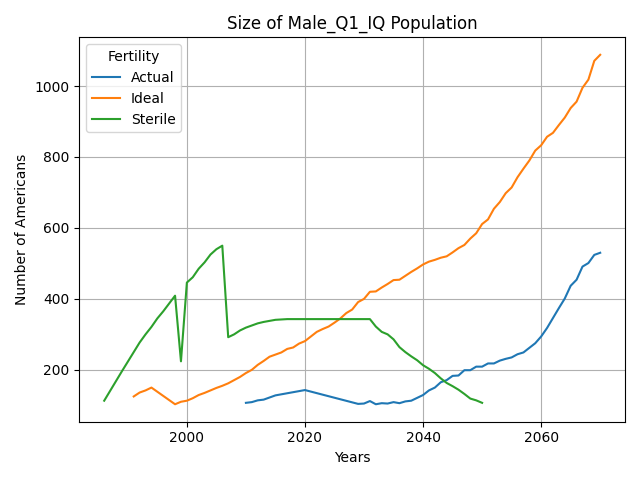 Size of Male_Q1_IQ Population
Fertility
Actual
Ideal
Sterile
Number of Americans
1000
800
600
400
200
2000
2020
2040
2060
Years